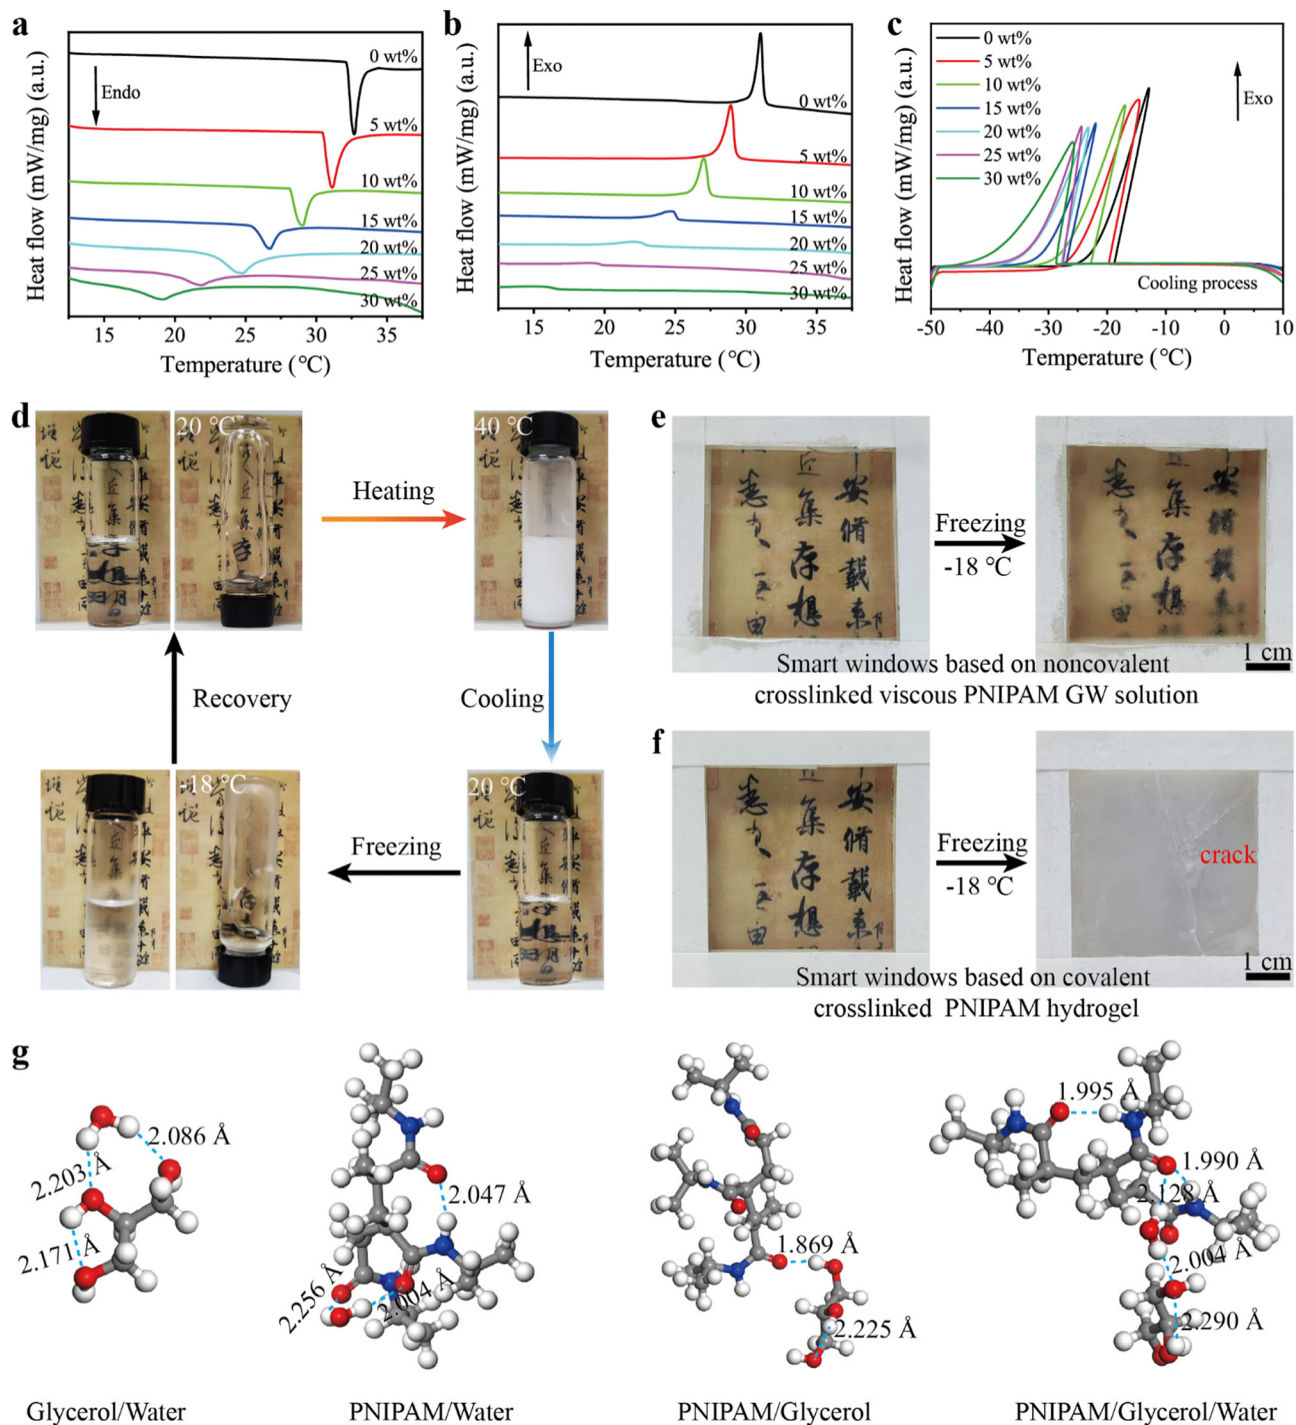 a
Endo
0 wt%
5 wt%
10 wt%
15 wt%
20 wt%
25 wt%
30 wt%
Heat flow (mW/mg) (a.u.)
15 20 25 30 35
Temperature (℃)
b
Exo
0 wt%
5 wt%
10 wt%
15 wt%
20 wt%
25 wt%
30 wt%
Heat flow (mW/mg) (a.u.)
15 20 25 30 35
Temperature (℃)
c
0 wt%
5 wt%
10 wt%
15 wt%
20 wt%
25 wt%
30 wt%
Exo
Cooling process
Heat flow (mW/mg) (a.u.)
-50 -40 -30 -20 -10 0 10
Temperature (℃)
d
20 ℃
Heating
40 ℃
Cooling
20 ℃
Freezing
-18 ℃
Recovery
e
Freezing
-18 ℃
1 cm
Smart windows based on noncovalent
crosslinked viscous PNIPAM GW solution
f
Freezing
-18 ℃
crack
1 cm
Smart windows based on covalent
crosslinked PNIPAM hydrogel
g
2.086 Å
2.203 Å
2.171 Å
Glycerol/Water
2.047 Å
2.256 Å
2.004 Å
PNIPAM/Water
1.869 Å
2.225 Å
PNIPAM/Glycerol
1.995 Å
1.990 Å
2.128 Å
2.004 Å
2.290 Å
PNIPAM/Glycerol/Water